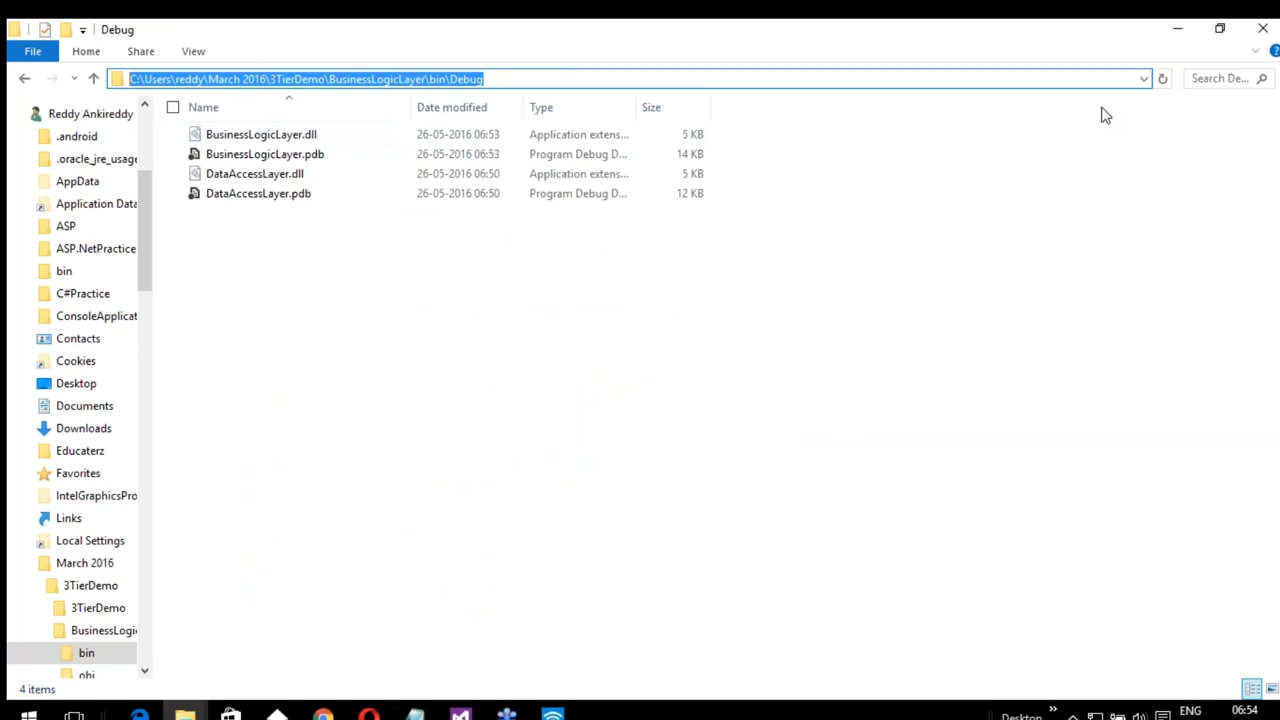 Debug
File Home Share View
C:\Users\reddy\March 2016\3TierDemo\BusinessLogicLayer\bin\Debug
Search De...
Name Date modified Type Size
BusinessLogicLayer.dll 26-05-2016 06:53 Application extens... 5 KB
BusinessLogicLayer.pdb 26-05-2016 06:53 Program Debug D... 14 KB
DataAccessLayer.dll 26-05-2016 06:50 Application extens... 5 KB
DataAccessLayer.pdb 26-05-2016 06:50 Program Debug D... 12 KB
Reddy Ankireddy
.android
.oracle_jre_usage
AppData
Application Data
ASP
ASP.NetPractice
bin
C#Practice
ConsoleApplicat
Contacts
Cookies
Desktop
Documents
Downloads
Educaterz
Favorites
IntelGraphicsPro
Links
Local Settings
March 2016
3TierDemo
3TierDemo
BusinessLogic
bin
obj
4 items
Desktop
ENG
06:54